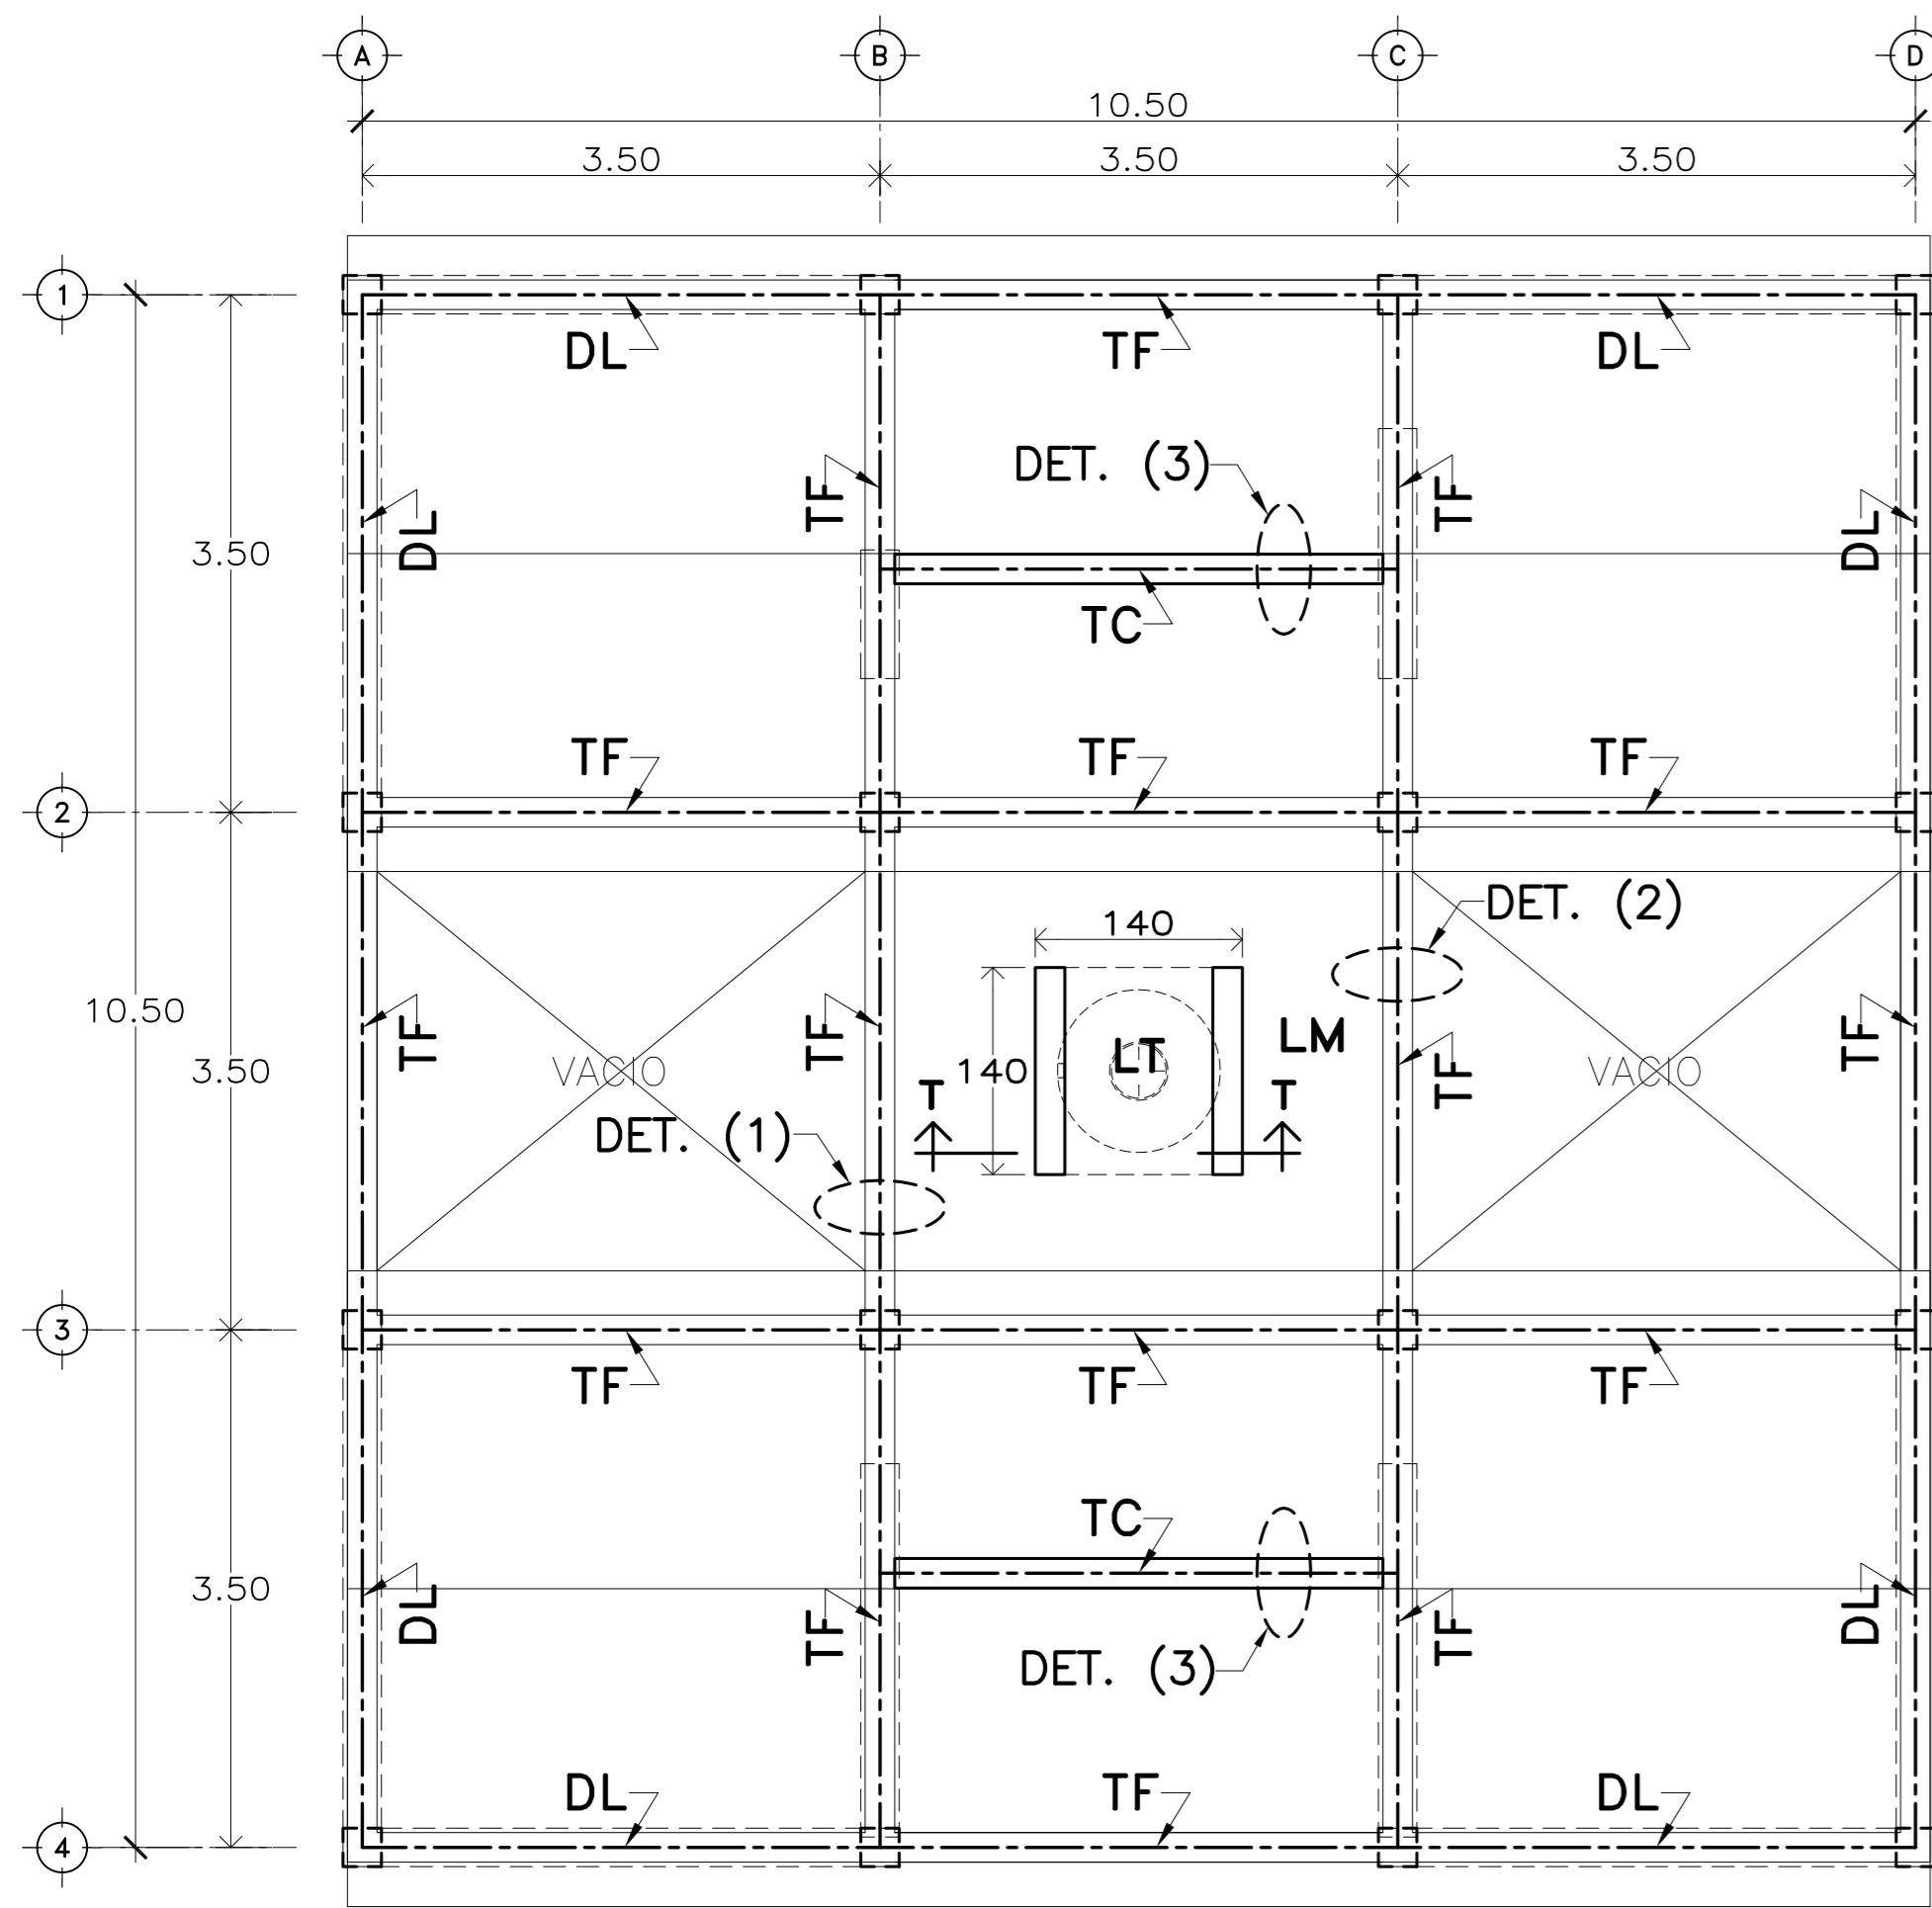 A B C D
10.50
3.50 3.50 3.50
1
DL TF DL
DET. (3)
TF TF
DL DL
3.50
TC
TF TF TF
2
DET. (2)
140
10.50
TF TF TF TF
LT LM
3.50
VACIO 140 VACIO
T T
DET. (1)
3
TF TF TF
TC
3.50
DL TF TF DL
DET. (3)
DL TF DL
4